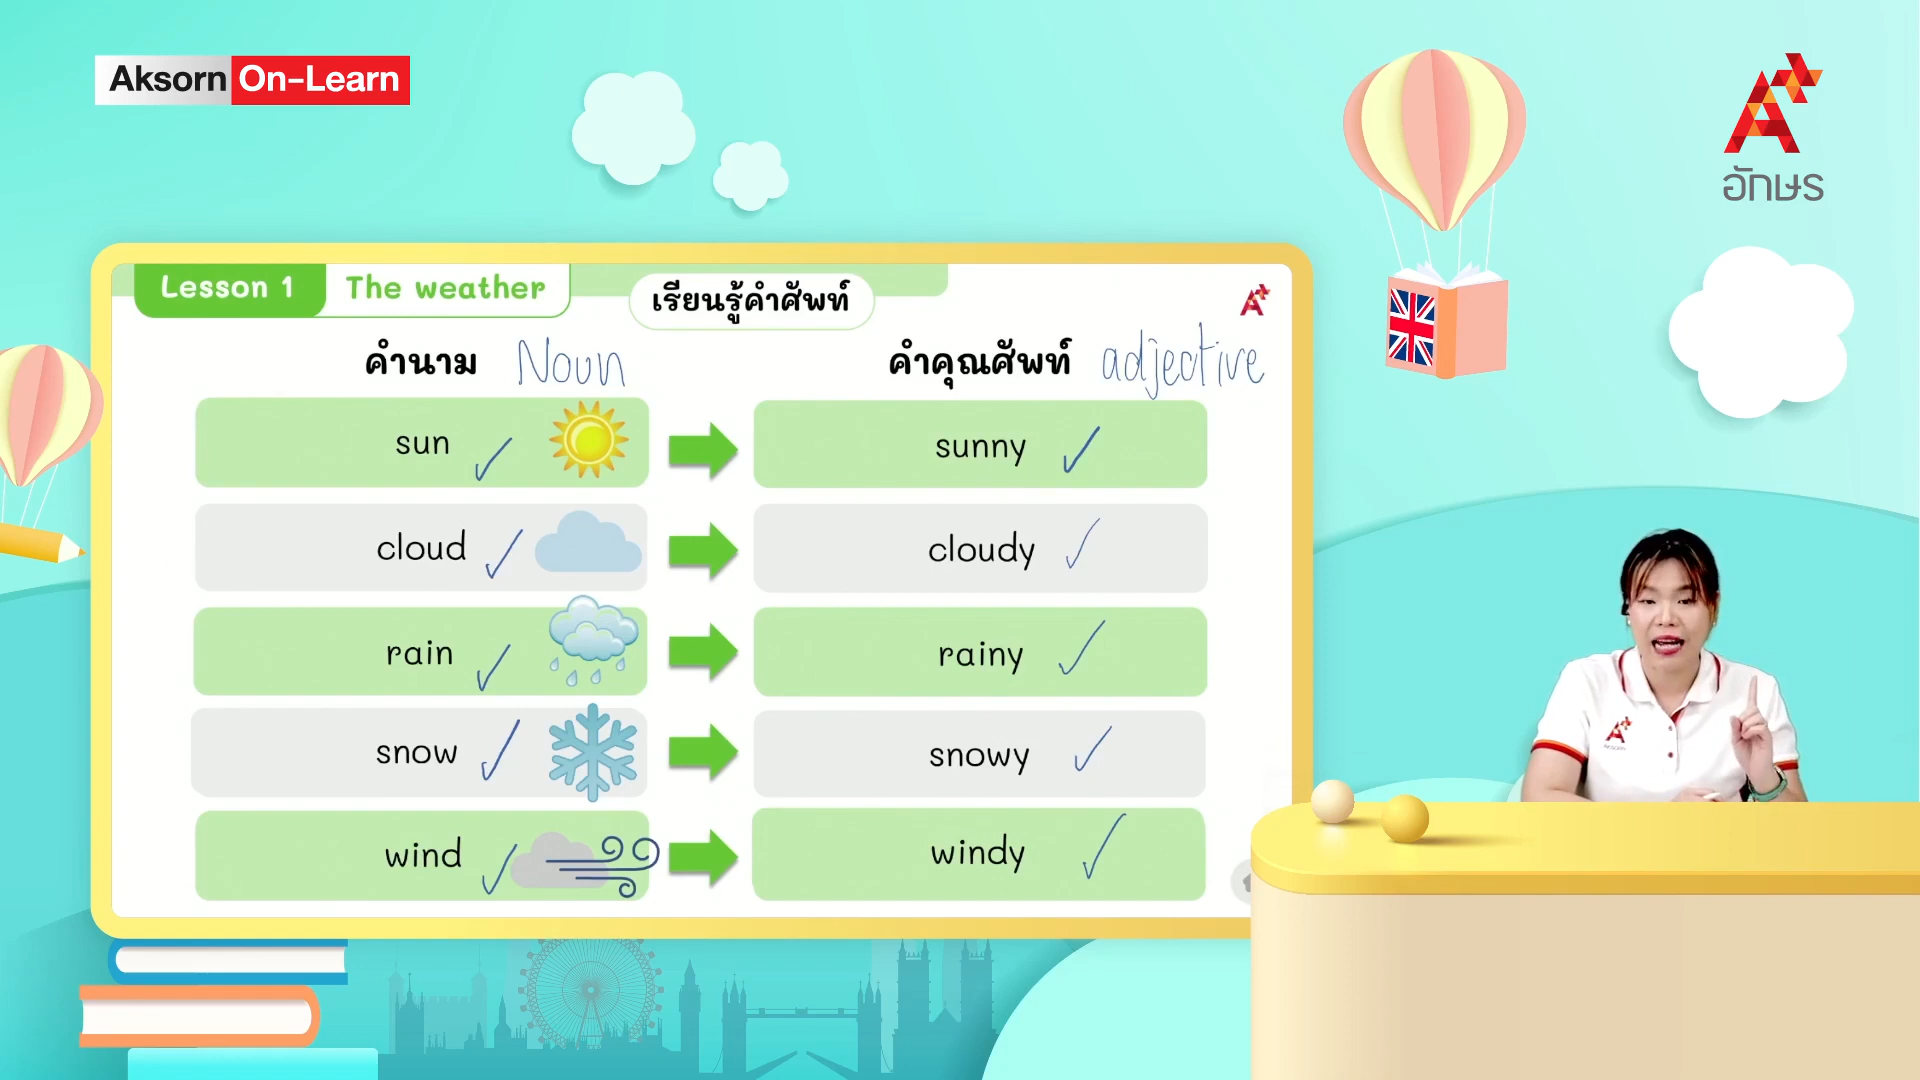 Aksorn On-Learn
อักษร
Lesson 1 The weather
เรียนรู้คำศัพท์
คำนาม Noun คำคุณศัพท์ adjective
sun sunny
cloud cloudy
rain rainy
snow snowy
wind windy